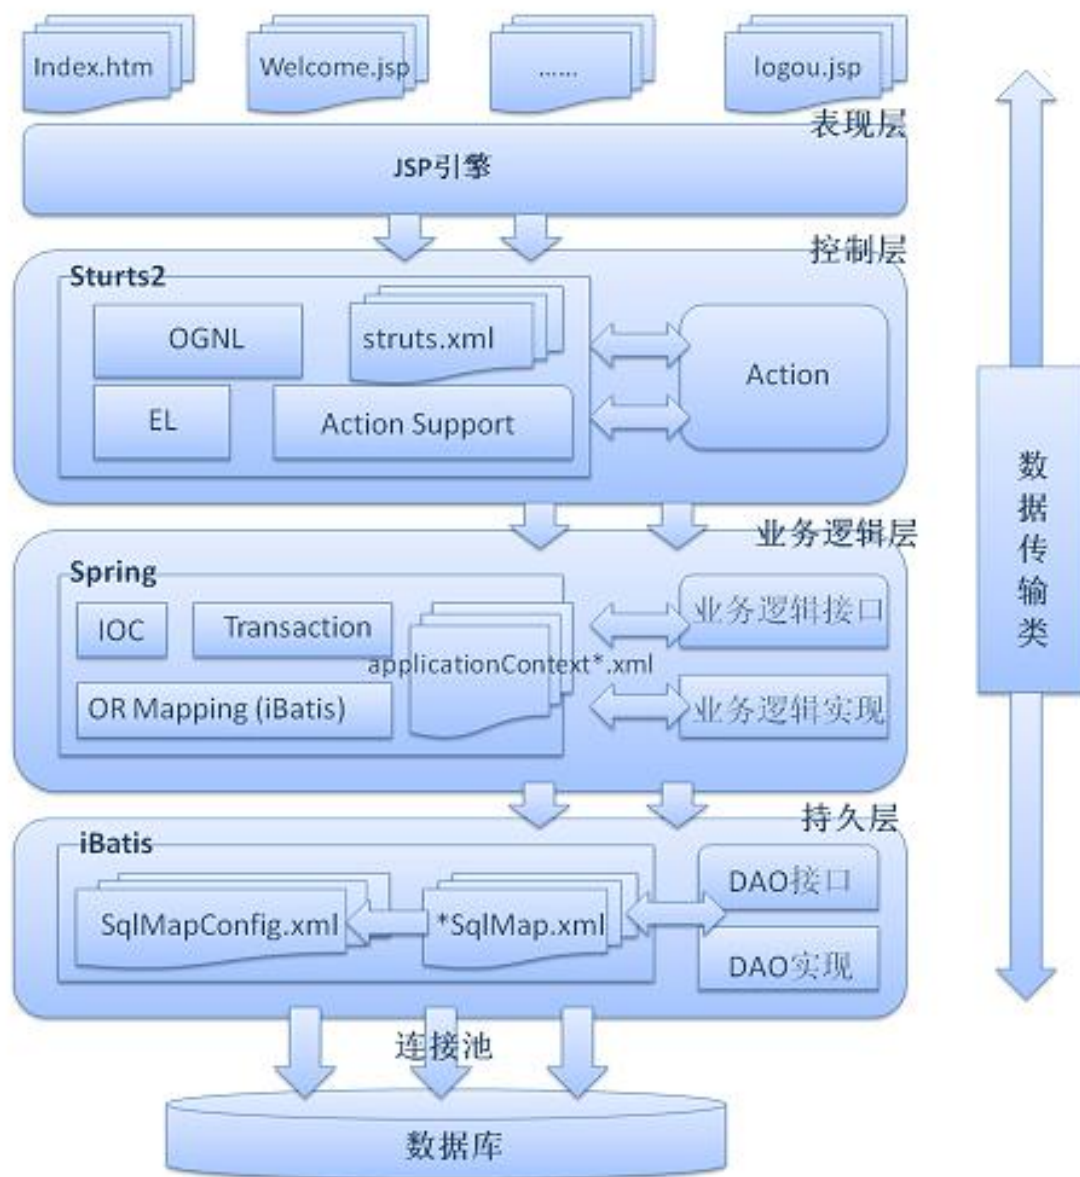 Index.htm
Welcome.jsp
......
logou.jsp
表现层
JSP引擎
控制层
Sturts2
OGNL
struts.xml
Action
EL
Action Support
业务逻辑层
Spring
IOC
Transaction
applicationContext*.xml
业务逻辑接口
OR Mapping (iBatis)
业务逻辑实现
持久层
iBatis
SqlMapConfig.xml
*SqlMap.xml
DAO接口
DAO实现
连接池
数据库
数据传输类